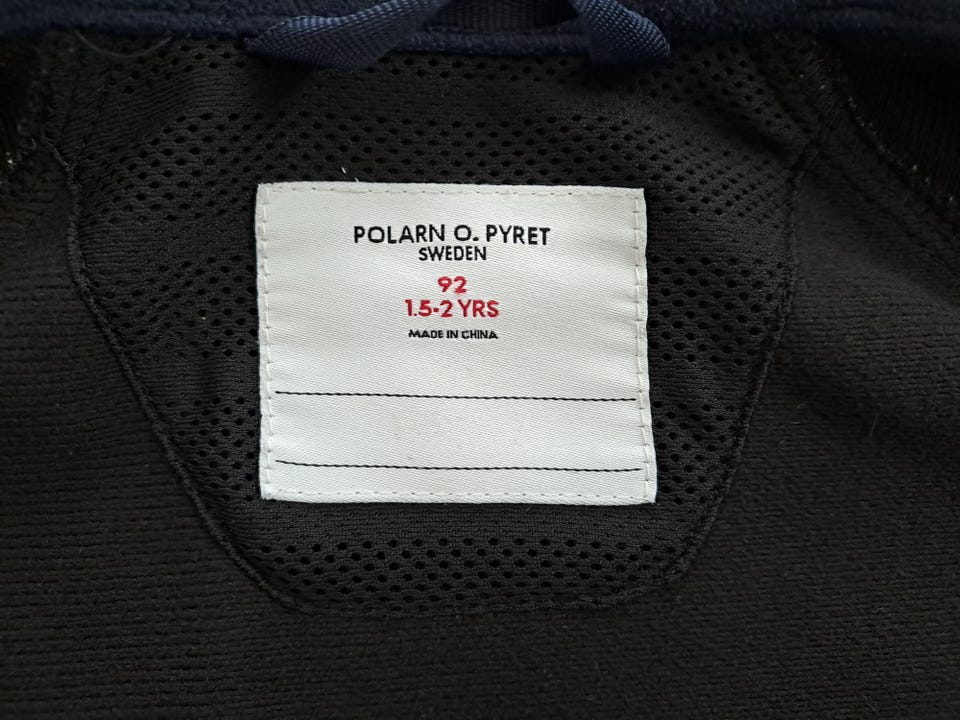 POLARN O. PYRET
SWEDEN
92
1.5-2 YRS
MADE IN CHINA